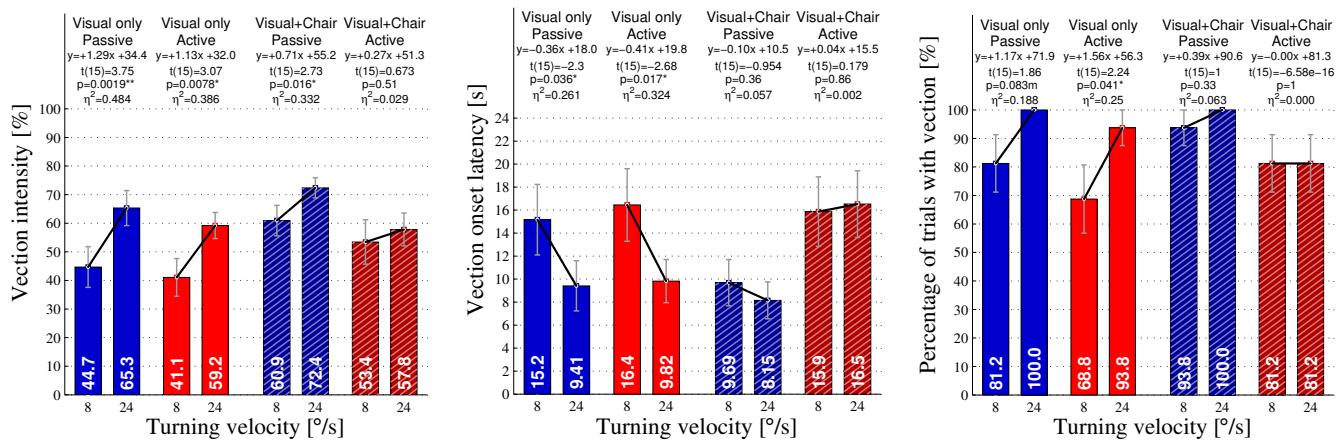 Visual only
Passive
y=+1.29x +34.4
t(15)=3.75
p=0.0019**
η²=0.484
Visual only
Active
y=+1.13x +32.0
t(15)=3.07
p=0.0078*
η²=0.386
Visual+Chair
Passive
y=+0.71x +55.2
t(15)=2.73
p=0.016*
η²=0.332
Visual+Chair
Active
y=+0.27x +51.3
t(15)=0.673
p=0.51
η²=0.029
Vection intensity [%]
100
90
80
70
60
50
40
30
20
10
0
44.7
65.3
41.1
59.2
60.9
72.4
53.4
57.8
8
24
8
24
8
24
8
24
Turning velocity [°/s]
Visual only
Passive
y=−0.36x +18.0
t(15)=−2.3
p=0.036*
η²=0.261
Visual only
Active
y=−0.41x +19.8
t(15)=−2.68
p=0.017*
η²=0.324
Visual+Chair
Passive
y=−0.10x +10.5
t(15)=−0.954
p=0.36
η²=0.057
Visual+Chair
Active
y=+0.04x +15.5
t(15)=0.179
p=0.86
η²=0.002
Vection onset latency [s]
24
22
20
18
16
14
12
10
8
6
4
2
0
15.2
9.41
16.4
9.82
9.69
8.15
15.9
16.5
8
24
8
24
8
24
8
24
Turning velocity [°/s]
Visual only
Passive
y=+1.17x +71.9
t(15)=1.86
p=0.083m
η²=0.188
Visual only
Active
y=+1.56x +56.3
t(15)=2.24
p=0.041*
η²=0.25
Visual+Chair
Passive
y=+0.39x +90.6
t(15)=1
p=0.33
η²=0.063
Visual+Chair
Active
y=−0.00x +81.3
t(15)=−6.58e−16
p=1
η²=0.000
Percentage of trials with vection [%]
100
90
80
70
60
50
40
30
20
10
0
81.2
100.0
68.8
93.8
93.8
100.0
81.2
81.2
8
24
8
24
8
24
8
24
Turning velocity [°/s]